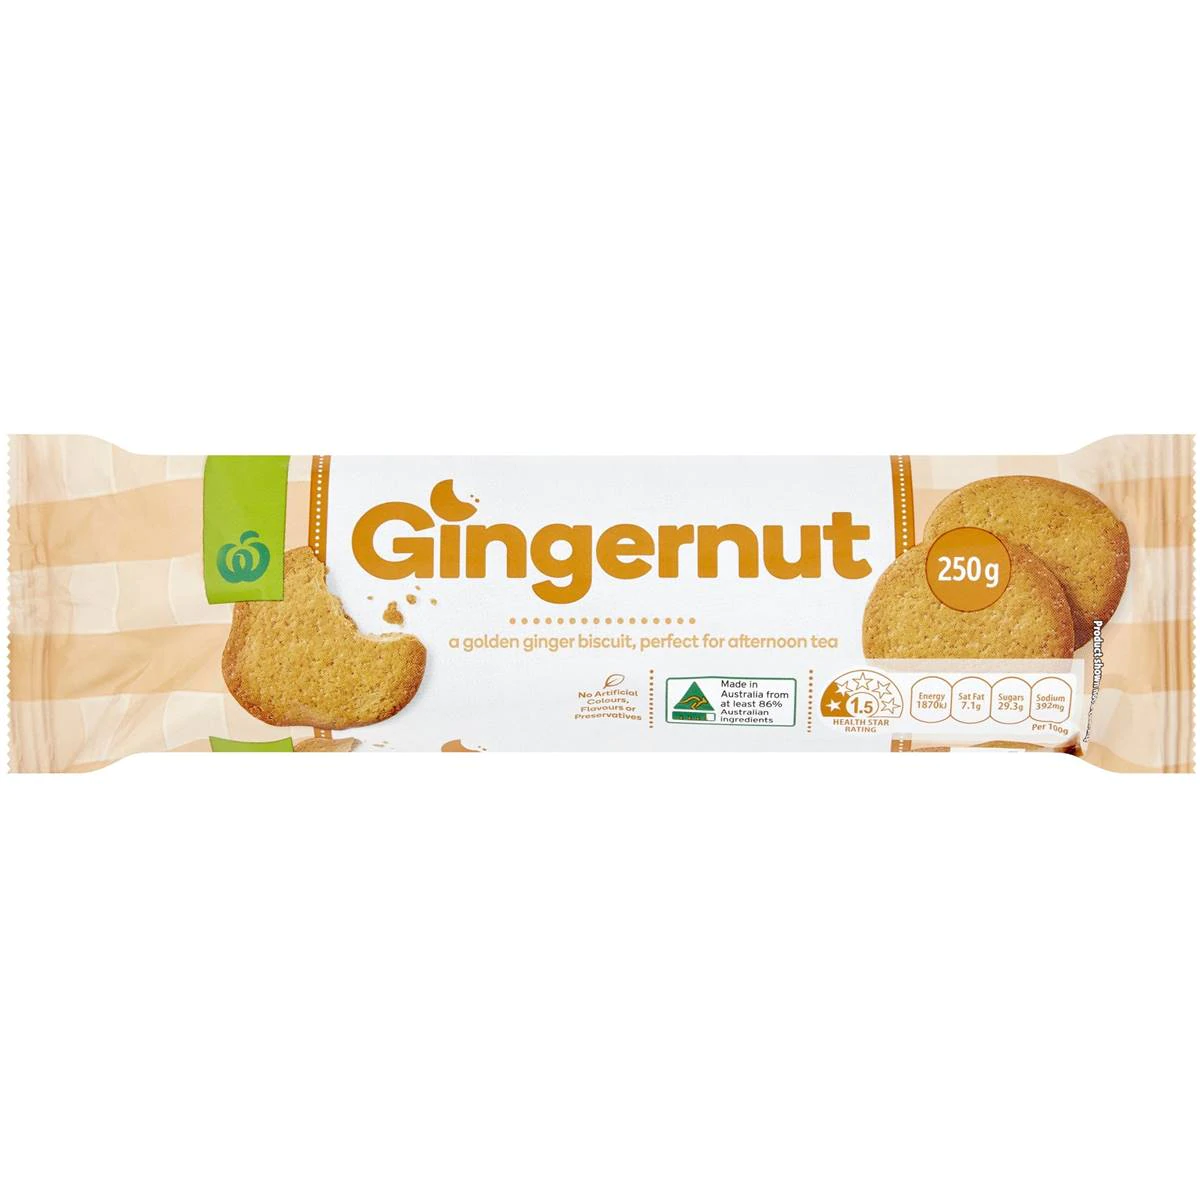 Gingernut
250g
a golden ginger biscuit, perfect for afternoon tea
No Artificial
Colours,
Flavours or
Preservatives
Made in
Australia from
at least 86%
Australian
ingredients
1.5
HEALTH STAR
RATING
Energy
1870kJ
Sat Fat
7.1g
Sugars
29.3g
Sodium
392mg
Per 100g
Product shown